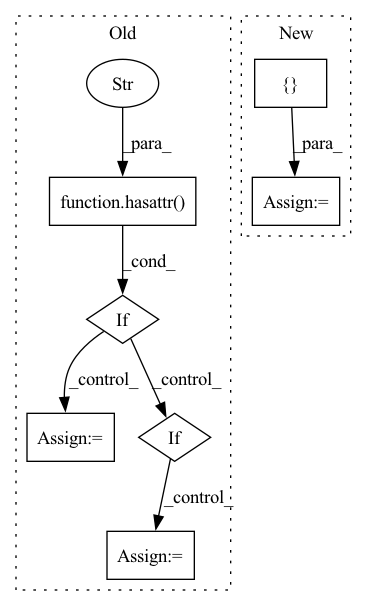 Old
New
Str
{}
_para_
_para_
function.hasattr()
Assign:=
_cond_
If
_control_
_control_
Assign:=
If
_control_
Assign:=